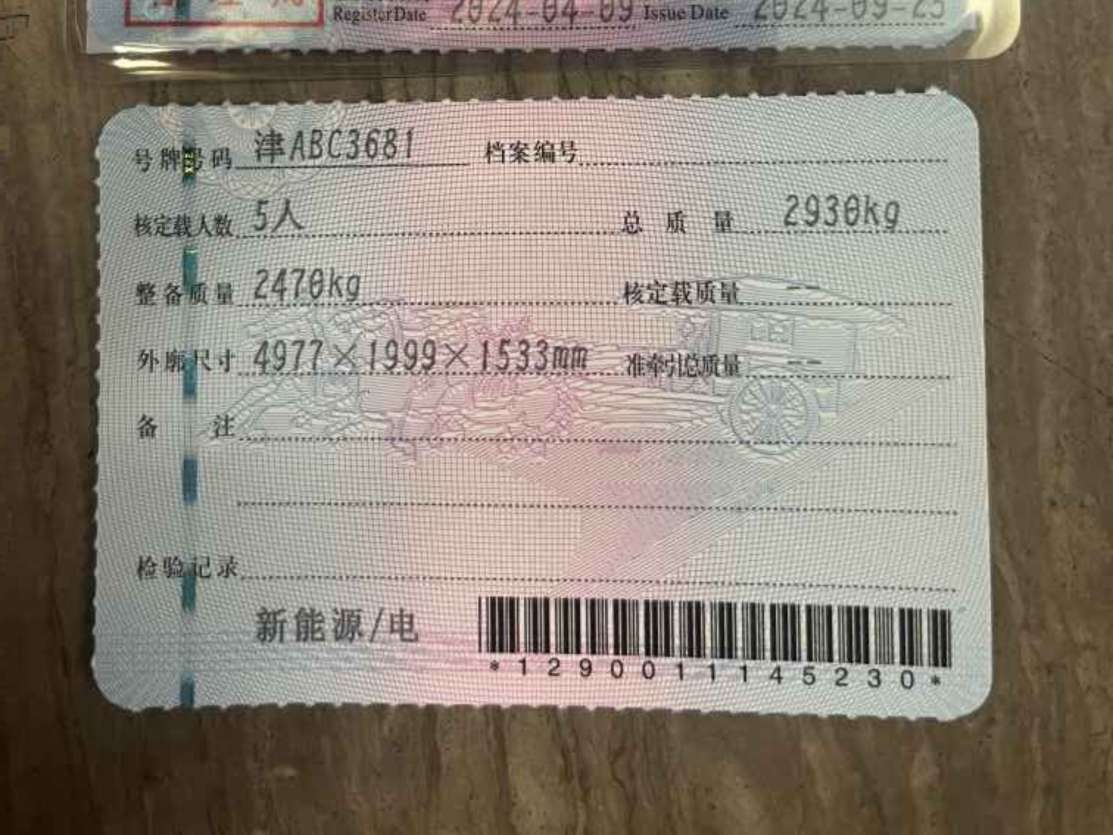 RegisterDate 2024-04-09 Issue Date 2024-09-25
号牌号码 津ABC3681 档案编号
核定载人数 5人 总质量 2930kg
整备质量 2470kg 核定载质量 --
外廓尺寸 4977×1999×1533mm 准牵引总质量 --
备注
检验记录
新能源/电
*1290011145230*